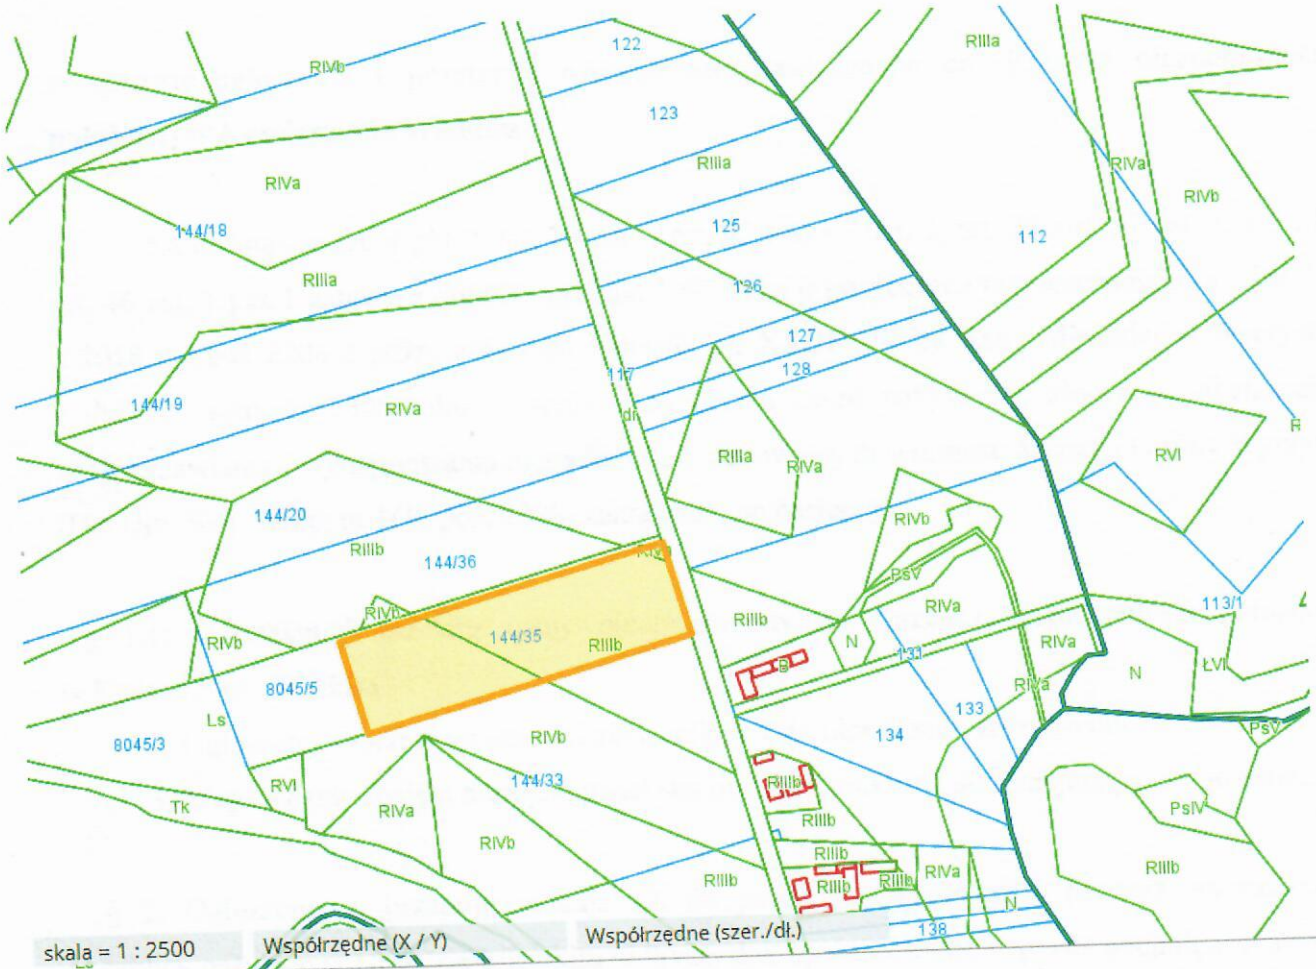 122
RIIIa
RIVb
123
RIVa
RIIIa
RIVa
RIVb
144/18
125
112
RIIIa
126
127
117
128
144/19
RIVa
dr
R
RIIIa
RIVa
RVI
144/20
RIVb
RIIIb
144/36
PsV
RIVb
RIVa
113/1
RIIIb
RIVb
144/35
RIIIb
N
131
RIVa
B
RIVa
N
ŁVI
8045/5
Ls
133
8045/3
RIVb
134
PsV
144/33
RVI
RIIIb
Tk
RIVa
PsIV
RIIIb
RIVb
RIIIb
RIIIb
RIVa
RIIIb
RIIIb
RIIIb
N
138
skala = 1 : 2500
Współrzędne (X / Y)
Współrzędne (szer./dł.)